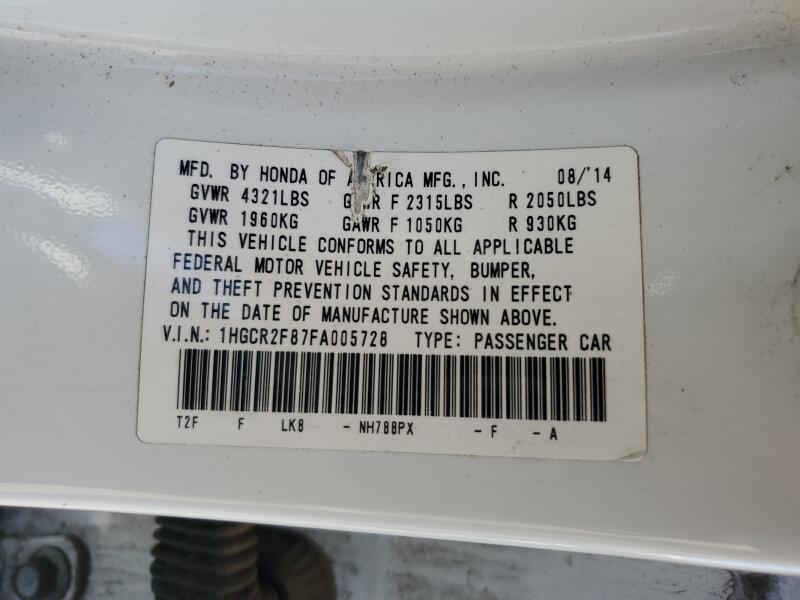 MFD. BY HONDA OF A RICA MFG., INC. 08/'14
GVWR 4321LBS G WR F 2315LBS R 2050LBS
GVWR 1960KG GAWR F 1050KG R 930KG
THIS VEHICLE CONFORMS TO ALL APPLICABLE
FEDERAL MOTOR VEHICLE SAFETY, BUMPER,
AND THEFT PREVENTION STANDARDS IN EFFECT
ON THE DATE OF MANUFACTURE SHOWN ABOVE.
V.I.N.: 1HGCR2F87FA005728 TYPE: PASSENGER CAR
T2F F LK8 - NH788PX - F - A